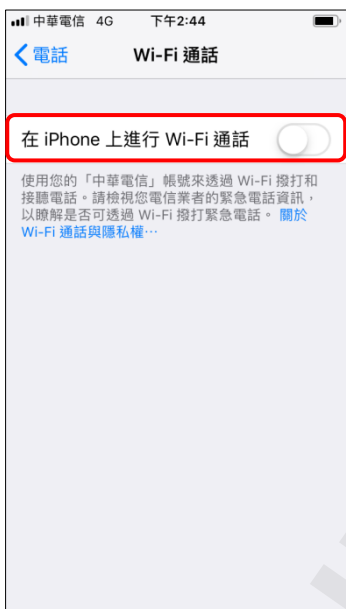 中華電信 4G 下午2:44
電話 Wi-Fi 通話
在 iPhone 上進行 Wi-Fi 通話
使用您的「中華電信」帳號來透過 Wi-Fi 撥打和
接聽電話。請檢視您電信業者的緊急電話資訊，
以瞭解是否可透過 Wi-Fi 撥打緊急電話。關於
Wi-Fi 通話與隱私權⋯